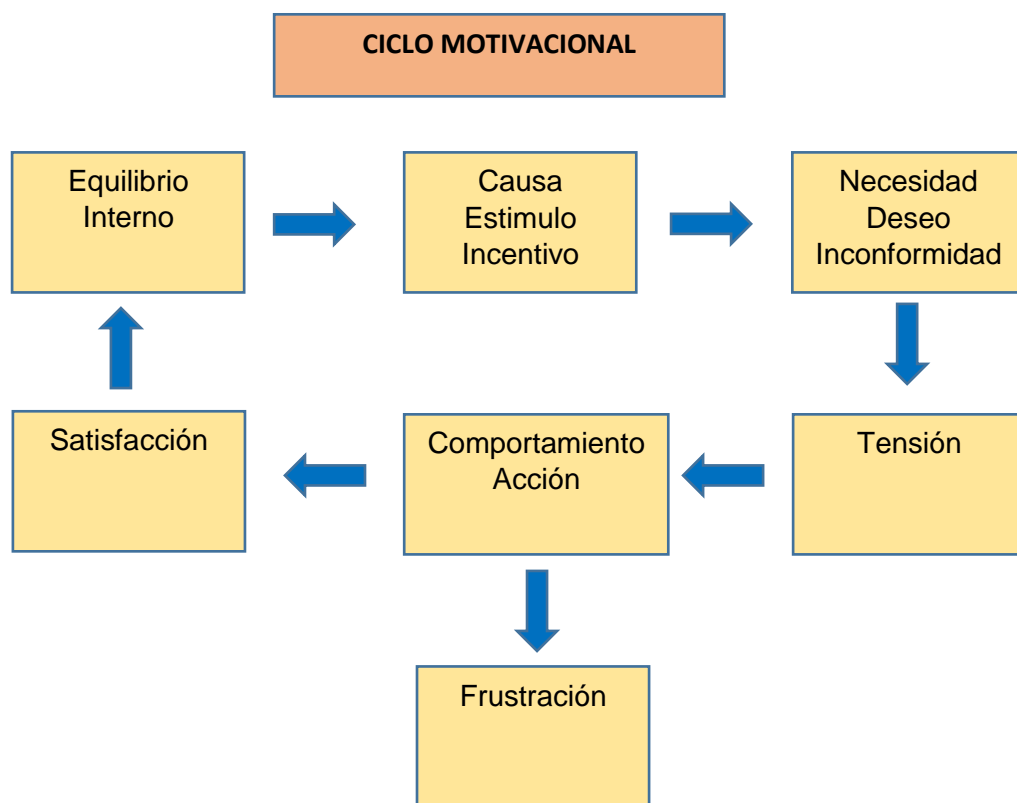 CICLO MOTIVACIONAL
Equilibrio
Interno
Causa
Estimulo
Incentivo
Necesidad
Deseo
Inconformidad
Satisfacción
Comportamiento
Acción
Tensión
Frustración